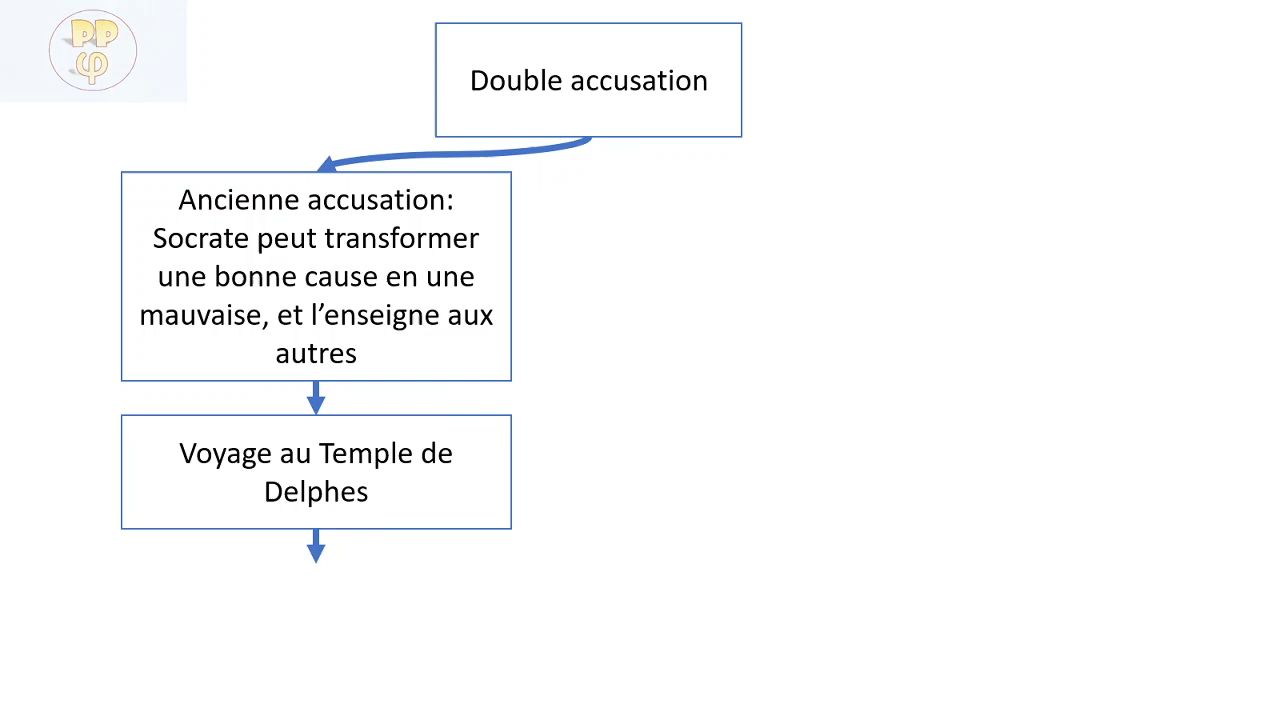 PP
φ
Double accusation
Ancienne accusation:
Socrate peut transformer
une bonne cause en une
mauvaise, et l’enseigne aux
autres
Voyage au Temple de
Delphes